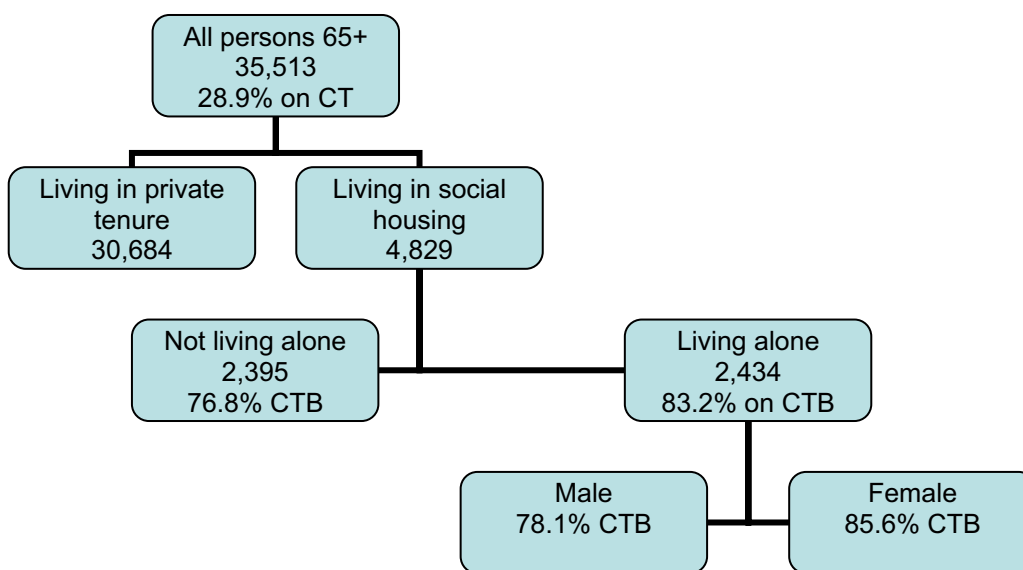 All persons 65+
35,513
28.9% on CT
Living in private
tenure
30,684
Living in social
housing
4,829
Not living alone
2,395
76.8% CTB
Living alone
2,434
83.2% on CTB
Male
78.1% CTB
Female
85.6% CTB